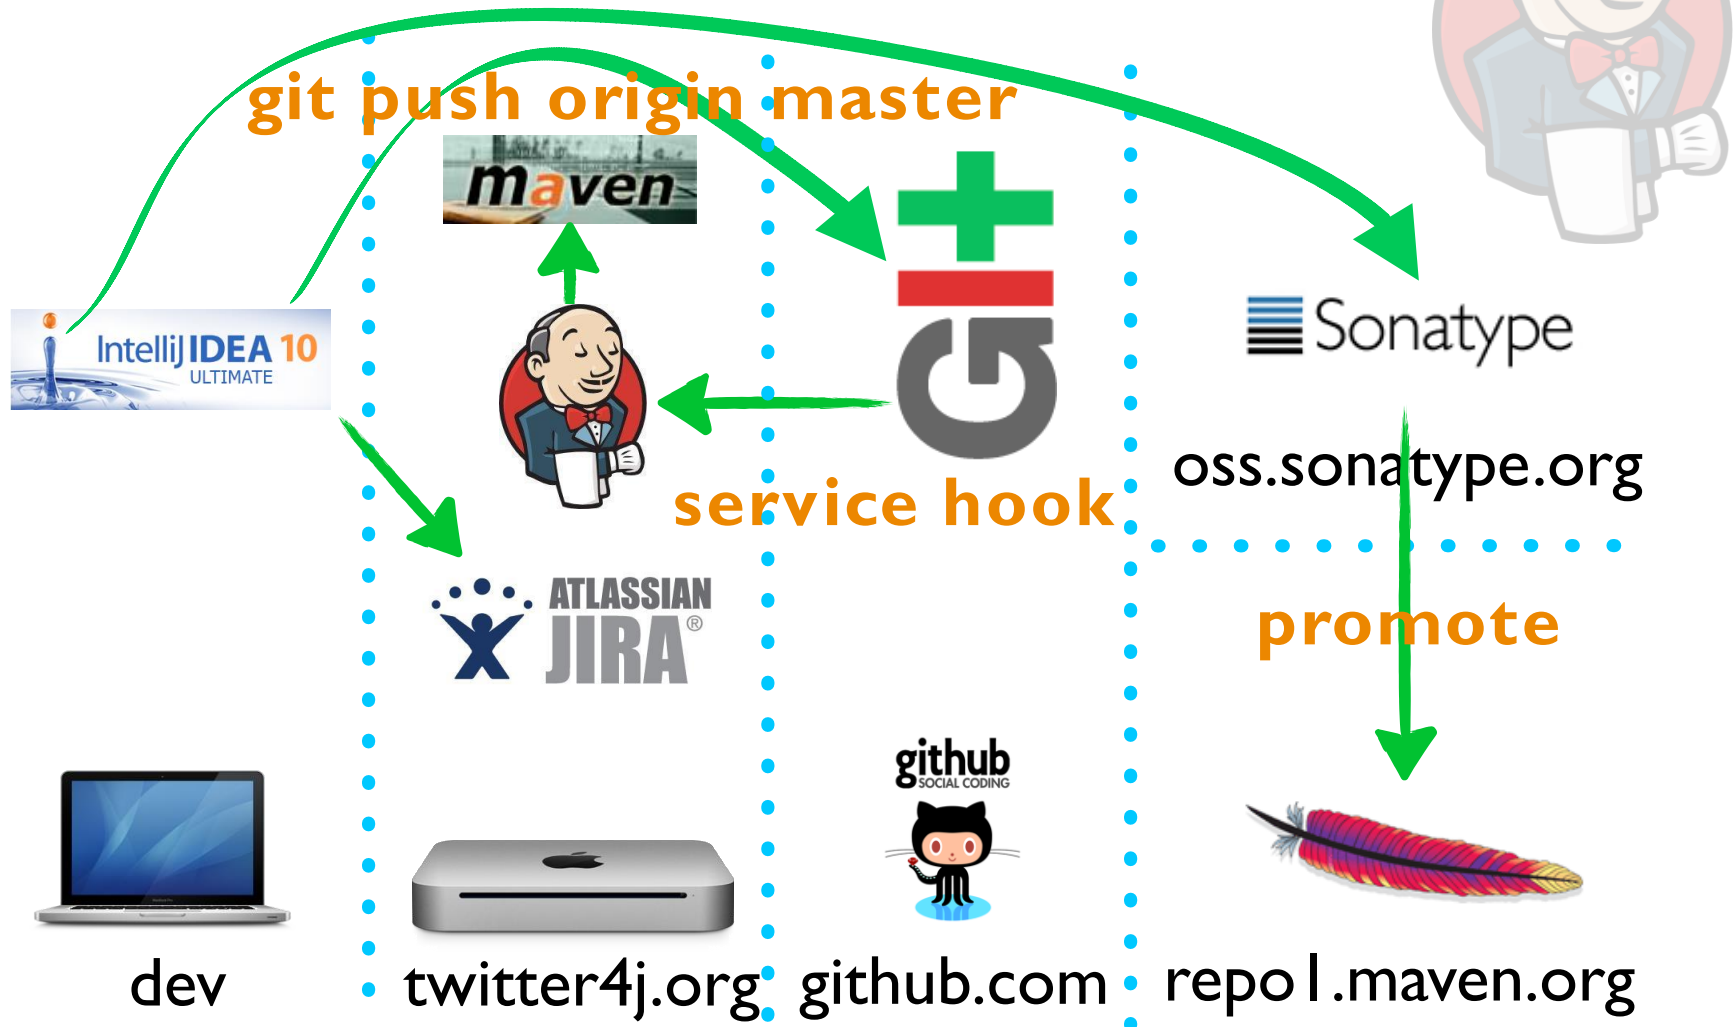 git push origin master
maven
GIt
IntelliJ IDEA 10
ULTIMATE
Sonatype
oss.sonatype.org
service hook
ATLASSIAN
JIRA®
promote
github
SOCIAL CODING
dev
twitter4j.org
github.com
repo1.maven.org